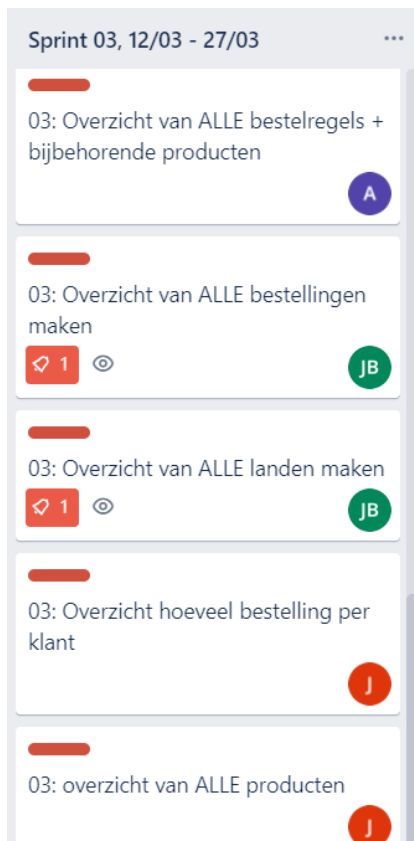 Sprint 03, 12/03 - 27/03
03: Overzicht van ALLE bestelregels +
bijbehorende producten
A
03: Overzicht van ALLE bestellingen
maken
1
JB
03: Overzicht van ALLE landen maken
1
JB
03: Overzicht hoeveel bestelling per
klant
J
03: overzicht van ALLE producten
J